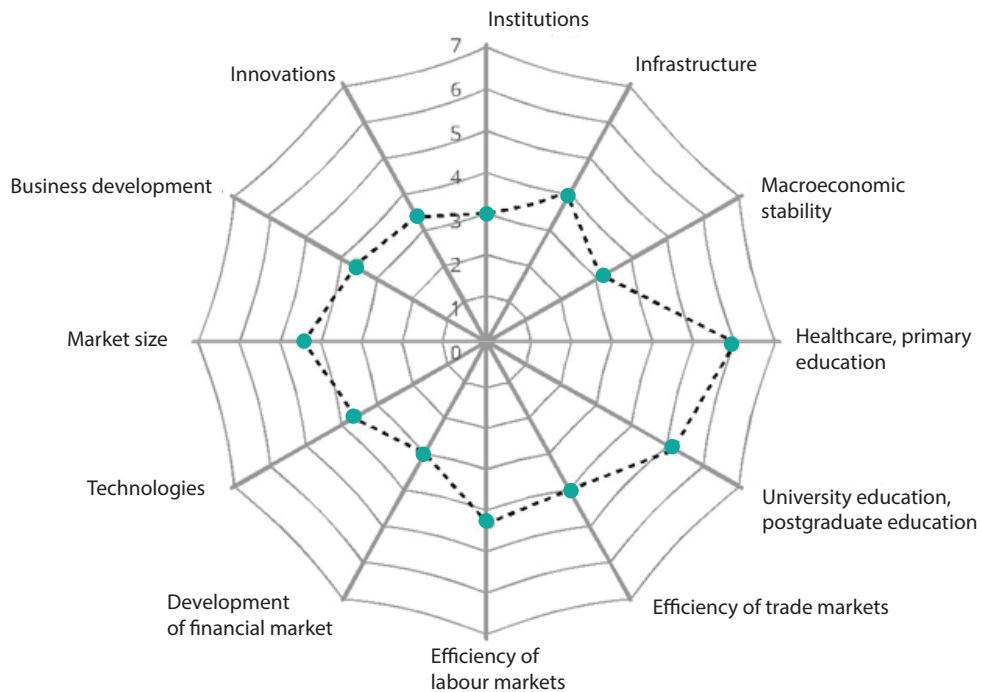 Institutions
7
6
5
4
3
2
1
0
Infrastructure
Macroeconomic
stability
Healthcare, primary
education
University education,
postgraduate education
Efficiency of trade markets
Efficiency of
labour markets
Development
of financial market
Technologies
Market size
Business development
Innovations